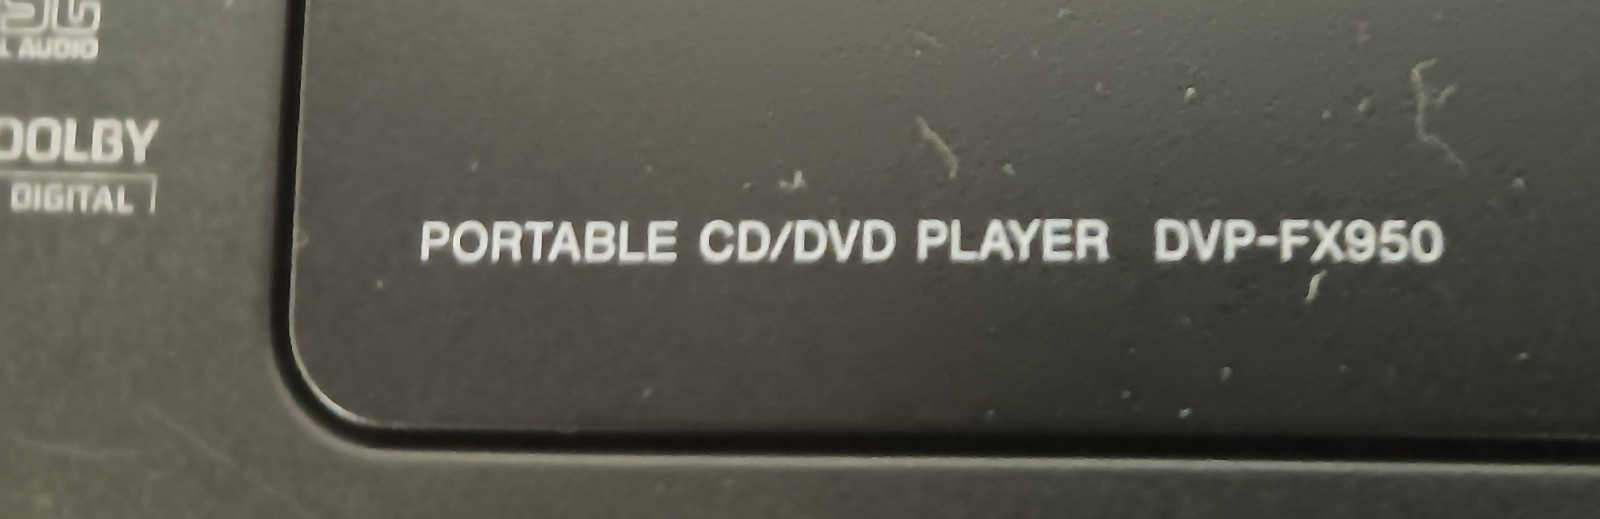 AUDIO
DOLBY
DIGITAL
PORTABLE CD/DVD PLAYER DVP-FX950